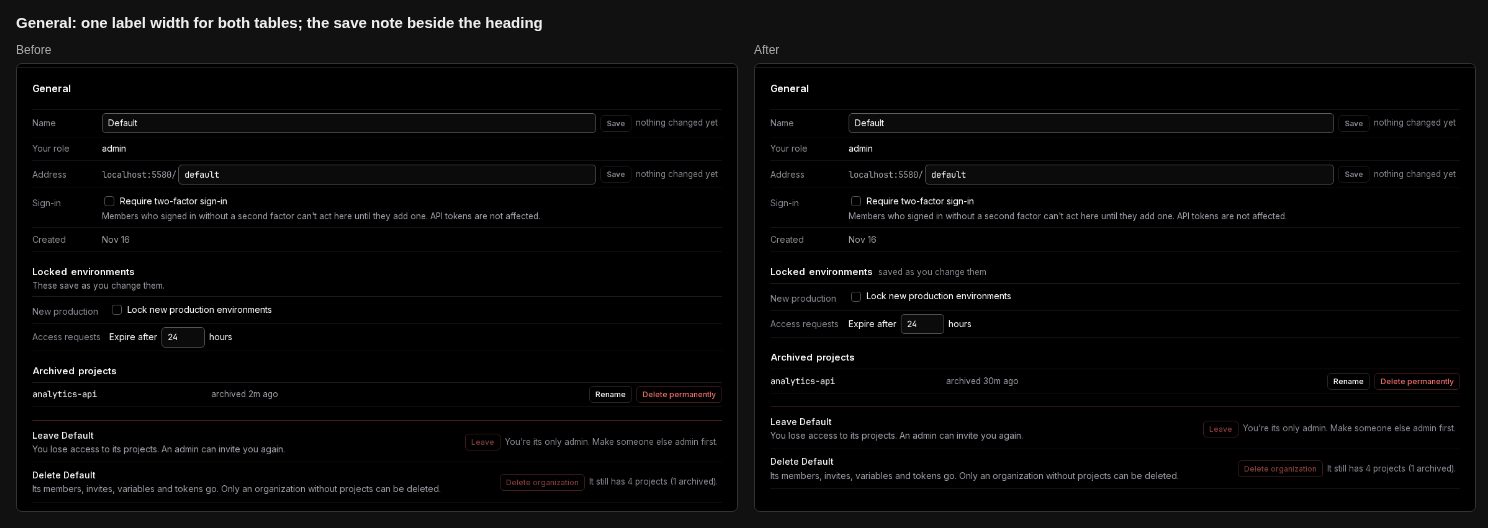 General: one label width for both tables; the save note beside the heading
Before
General
Name Default Save nothing changed yet
Your role admin
Address localhost:5580/ default Save nothing changed yet
Sign-in Require two-factor sign-in
Members who signed in without a second factor can't act here until they add one. API tokens are not affected.
Created Nov 16
Locked environments
These save as you change them.
New production Lock new production environments
Access requests Expire after 24 hours
Archived projects
analytics-api archived 2m ago Rename Delete permanently
Leave Default
You lose access to its projects. An admin can invite you again.
Leave You're its only admin. Make someone else admin first.
Delete Default
Its members, invites, variables and tokens go. Only an organization without projects can be deleted.
Delete organization It still has 4 projects (1 archived).
After
General
Name Default Save nothing changed yet
Your role admin
Address localhost:5580/ default Save nothing changed yet
Sign-in Require two-factor sign-in
Members who signed in without a second factor can't act here until they add one. API tokens are not affected.
Created Nov 16
Locked environments saved as you change them
New production Lock new production environments
Access requests Expire after 24 hours
Archived projects
analytics-api archived 30m ago Rename Delete permanently
Leave Default
You lose access to its projects. An admin can invite you again.
Leave You're its only admin. Make someone else admin first.
Delete Default
Its members, invites, variables and tokens go. Only an organization without projects can be deleted.
Delete organization It still has 4 projects (1 archived).